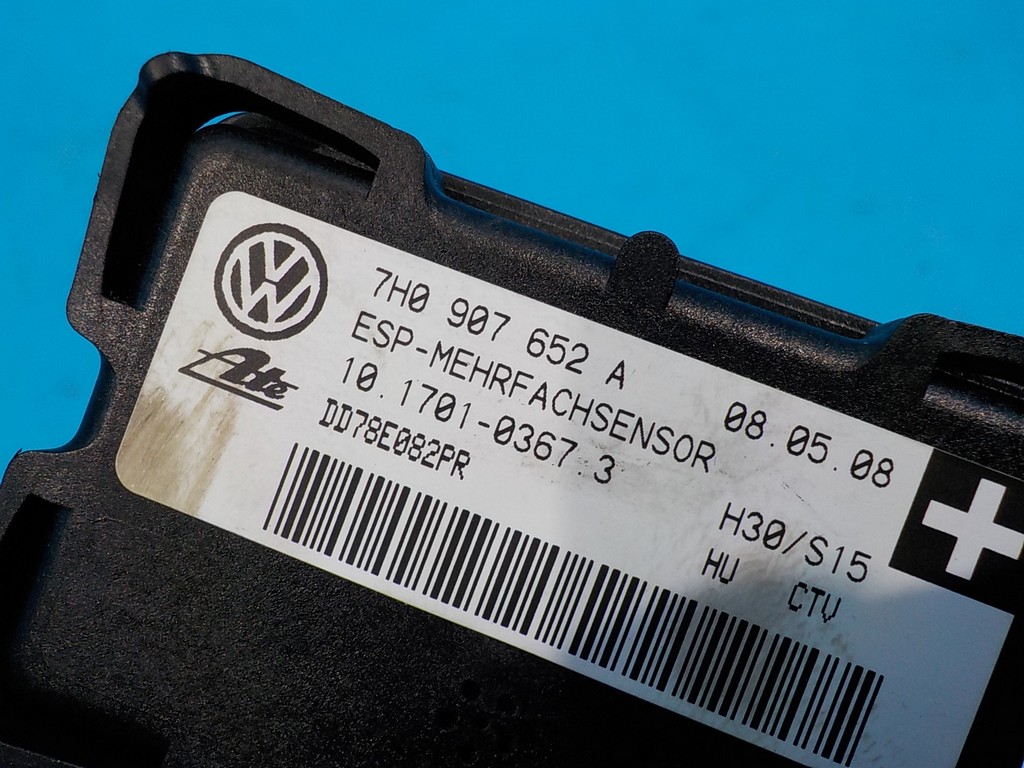 VW
Ate
7H0 907 652 A
ESP-MEHRFACHSENSOR
08.05.08
10.1701-0367.3
DD78E082PR
H30/S15
HU CTV